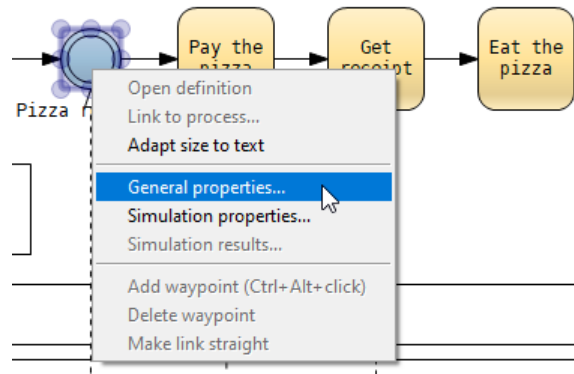 Pay the
pizza
Get
receipt
Eat the
pizza
Pizza
Open definition
Link to process...
Adapt size to text
General properties...
Simulation properties...
Simulation results...
Add waypoint (Ctrl+Alt+click)
Delete waypoint
Make link straight